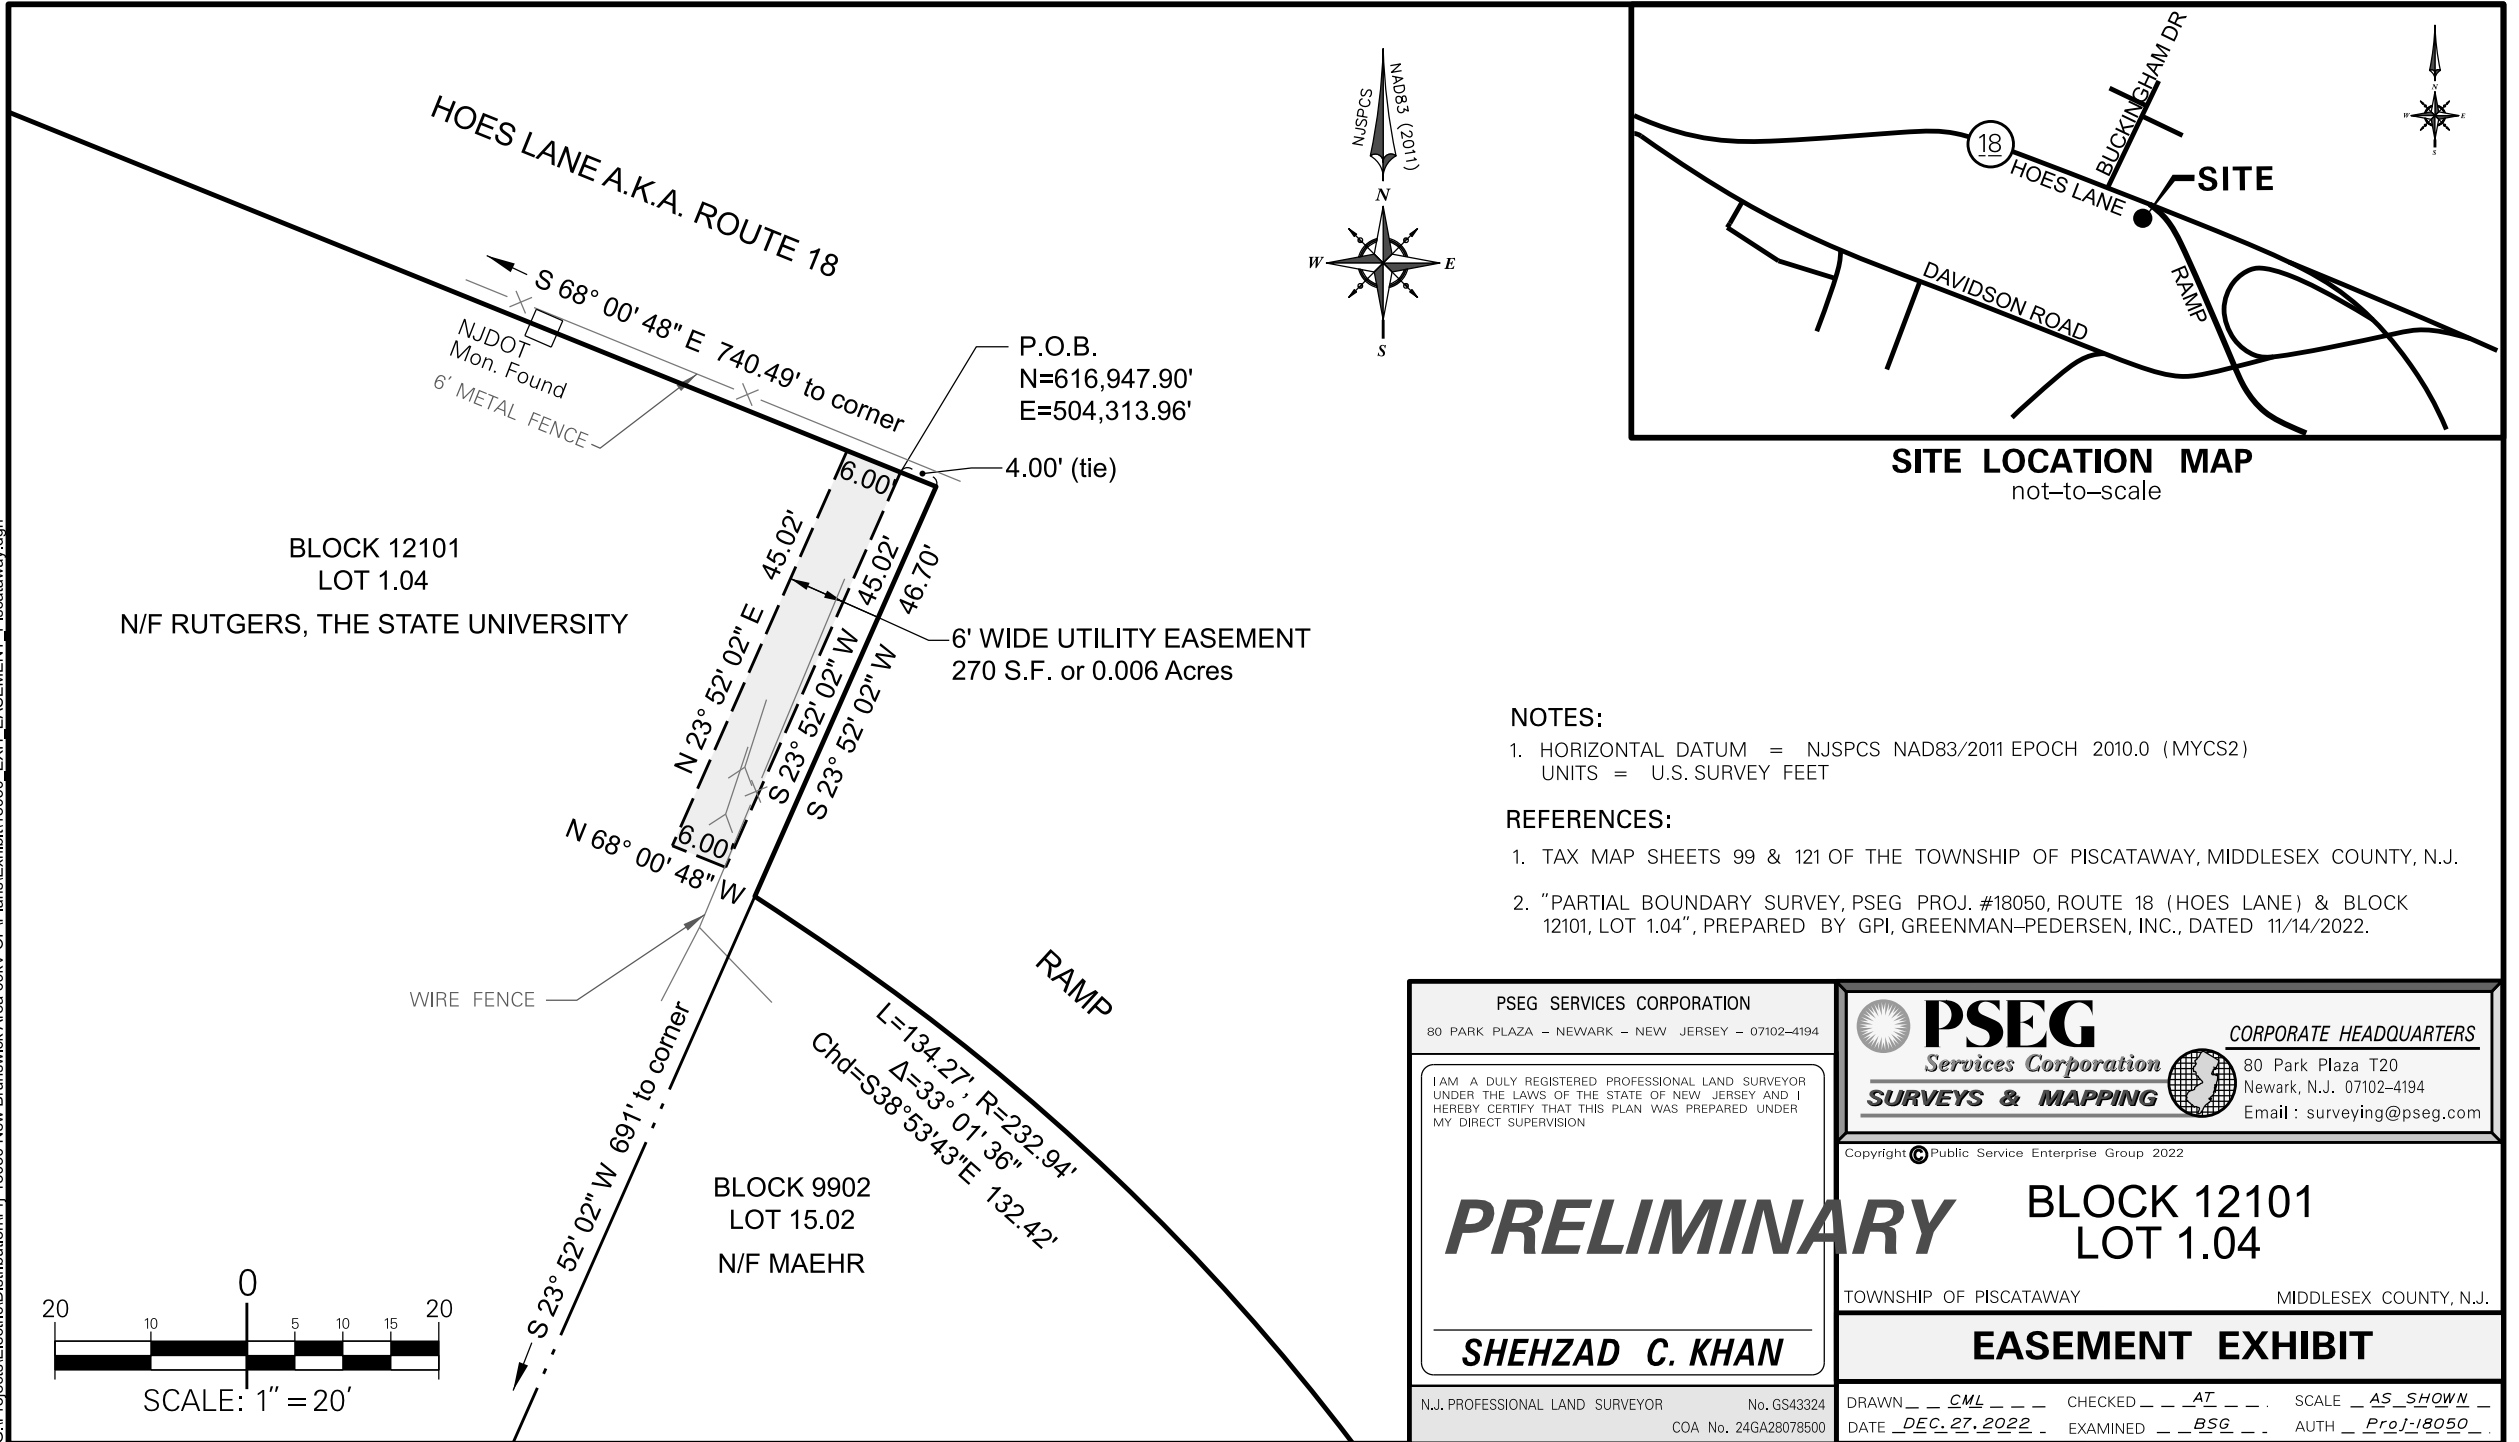 HOES LANE A.K.A. ROUTE 18
S 68° 00' 48" E 740.49' to corner
NJDOT
Mon. Found
6' METAL FENCE
P.O.B.
N=616,947.90'
E=504,313.96'
4.00' (tie)
6.00'
BLOCK 12101
LOT 1.04
N/F RUTGERS, THE STATE UNIVERSITY
N 23° 52' 02" E 45.02'
S 23° 52' 02" W 45.02'
S 23° 52' 02" W 46.70'
6' WIDE UTILITY EASEMENT
270 S.F. or 0.006 Acres
6.00'
N 68° 00' 48" W
WIRE FENCE
RAMP
L=134.27', R=232.94'
Δ=33° 01' 36"
Chd=S38°53'43"E 132.42'
S 23° 52' 02" W 691' to corner
BLOCK 9902
LOT 15.02
N/F MAEHR
20 10 0 5 10 15 20
SCALE: 1" = 20'
NJSPCS
NAD83 (2011)
N
W E
S
BUCKINGHAM DR
18
HOES LANE
SITE
DAVIDSON ROAD
RAMP
N
W E
S
SITE LOCATION MAP
not-to-scale
NOTES:
1. HORIZONTAL DATUM = NJSPCS NAD83/2011 EPOCH 2010.0 (MYCS2)
UNITS = U.S. SURVEY FEET
REFERENCES:
1. TAX MAP SHEETS 99 & 121 OF THE TOWNSHIP OF PISCATAWAY, MIDDLESEX COUNTY, N.J.
2. "PARTIAL BOUNDARY SURVEY, PSEG PROJ. #18050, ROUTE 18 (HOES LANE) & BLOCK
12101, LOT 1.04", PREPARED BY GPI, GREENMAN-PEDERSEN, INC., DATED 11/14/2022.
PSEG SERVICES CORPORATION
80 PARK PLAZA - NEWARK - NEW JERSEY - 07102-4194
I AM A DULY REGISTERED PROFESSIONAL LAND SURVEYOR
UNDER THE LAWS OF THE STATE OF NEW JERSEY AND I
HEREBY CERTIFY THAT THIS PLAN WAS PREPARED UNDER
MY DIRECT SUPERVISION
PRELIMINARY
SHEHZAD C. KHAN
N.J. PROFESSIONAL LAND SURVEYOR No. GS43324
COA No. 24GA28078500
PSEG
Services Corporation
SURVEYS & MAPPING
CORPORATE HEADQUARTERS
80 Park Plaza T20
Newark, N.J. 07102-4194
Email : surveying@pseg.com
Copyright © Public Service Enterprise Group 2022
BLOCK 12101
LOT 1.04
TOWNSHIP OF PISCATAWAY MIDDLESEX COUNTY, N.J.
EASEMENT EXHIBIT
DRAWN CML CHECKED AT SCALE AS SHOWN
DATE DEC. 27, 2022 EXAMINED BSG AUTH Proj-18050